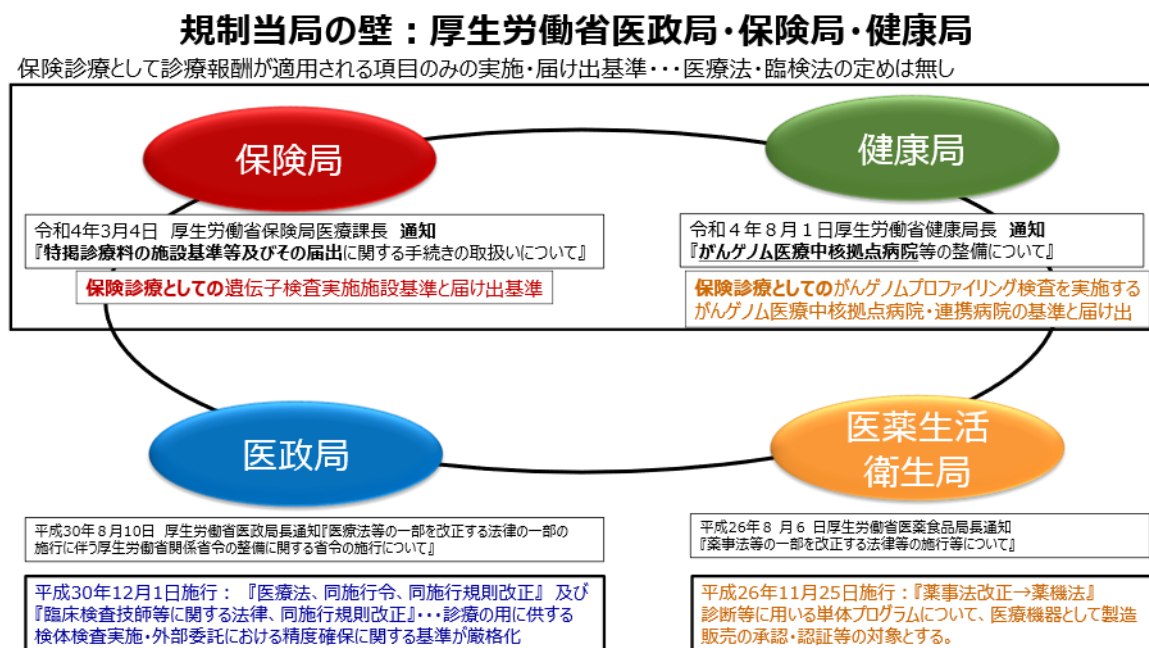 規制当局の壁：厚生労働省医政局・保険局・健康局
保険診療として診療報酬が適用される項目のみの実施・届け出基準・・・医療法・臨検法の定めは無し
保険局
健康局
令和4年3月4日 厚生労働省保険局医療課長 通知
『特掲診療料の施設基準等及びその届出に関する手続きの取扱いについて』
保険診療としての遺伝子検査実施施設基準と届け出基準
令和４年８月１日厚生労働省健康局長 通知
『がんゲノム医療中核拠点病院等の整備について』
保険診療としてのがんゲノムプロファイリング検査を実施する
がんゲノム医療中核拠点病院・連携病院の基準と届け出
医政局
医薬生活
衛生局
平成30年８月10日 厚生労働省医政局長通知『医療法等の一部を改正する法律の一部の
施行に伴う厚生労働省関係省令の整備に関する省令の施行について』
平成30年12月1日施行： 『医療法、同施行令、同施行規則改正』 及び
『臨床検査技師等に関する法律、同施行規則改正』・・・診療の用に供する
検体検査実施・外部委託における精度確保に関する基準が厳格化
平成26年８月６日厚生労働省医薬食品局長通知
『薬事法等の一部を改正する法律等の施行等について』
平成26年11月25日施行：『薬事法改正→薬機法』
診断等に用いる単体プログラムについて、医療機器として製造
販売の承認・認証等の対象とする。